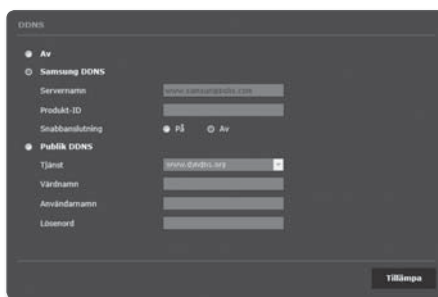 DDNS
Av
Samsung DDNS
Servernamn www.samsungipolis.com
Produkt-ID
Snabbanslutning På Av
Publik DDNS
Tjänst www.dyndns.org
Värdnamn
Användarnamn
Lösenord
Tillämpa